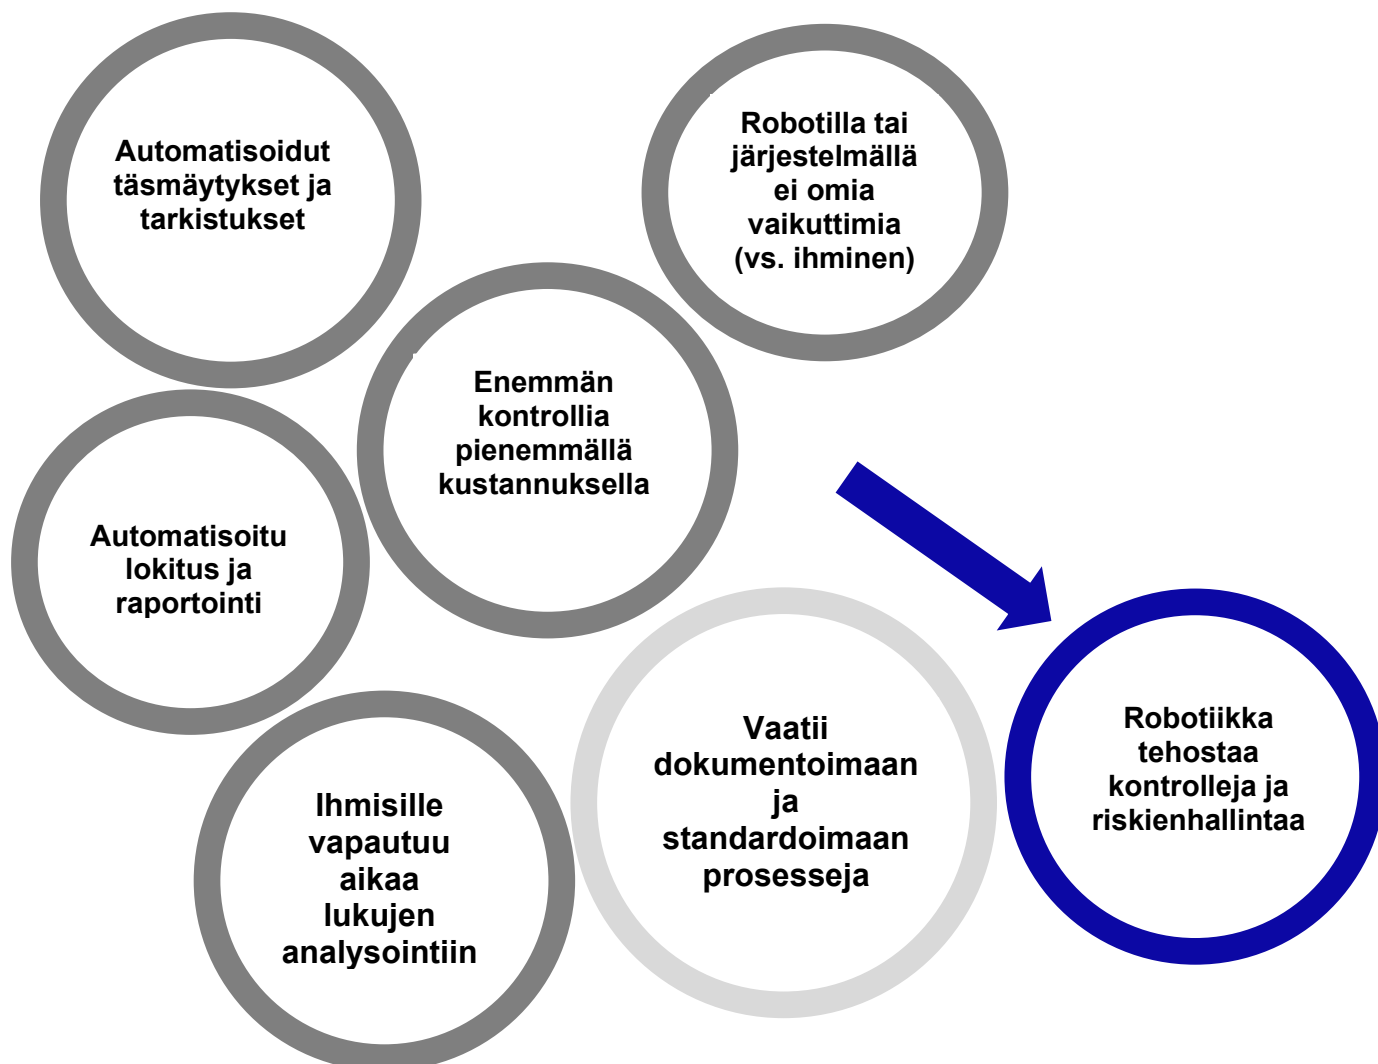 Automatisoidut
täsmäytykset ja
tarkistukset
Robotilla tai
järjestelmällä
ei omia
vaikuttimia
(vs. ihminen)
Enemmän
kontrollia
pienemmällä
kustannuksella
Automatisoitu
lokitus ja
raportointi
Ihmisille
vapautuu
aikaa
lukujen
analysointiin
Vaatii
dokumentoimaan
ja
standardoimaan
prosesseja
Robotiikka
tehostaa
kontrolleja ja
riskienhallintaa